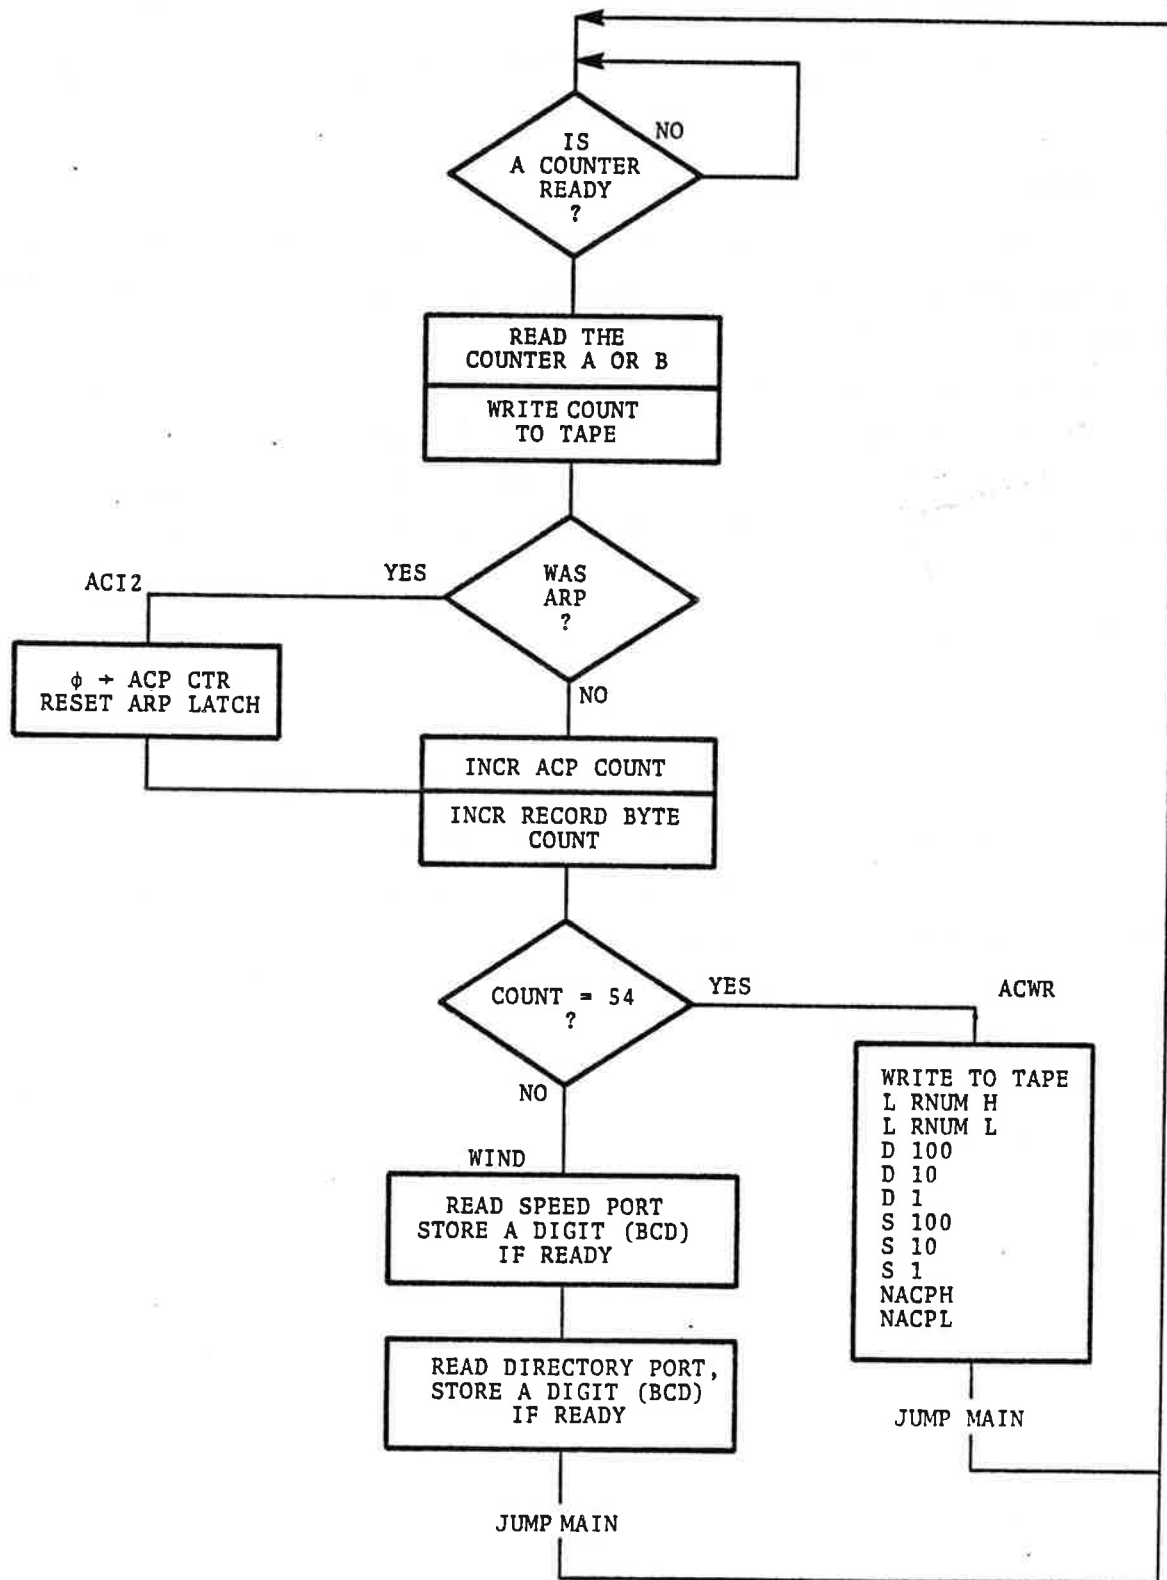 NO
IS
A COUNTER
READY
?
READ THE
COUNTER A OR B
WRITE COUNT
TO TAPE
ACI2
YES
WAS
ARP
?
NO
ϕ → ACP CTR
RESET ARP LATCH
INCR ACP COUNT
INCR RECORD BYTE
COUNT
COUNT = 54
?
YES
ACWR
NO
WRITE TO TAPE
L RNUM H
L RNUM L
D 100
D 10
D 1
S 100
S 10
S 1
NACPH
NACPL
WIND
READ SPEED PORT
STORE A DIGIT (BCD)
IF READY
READ DIRECTORY PORT,
STORE A DIGIT (BCD)
IF READY
JUMP MAIN
JUMP MAIN